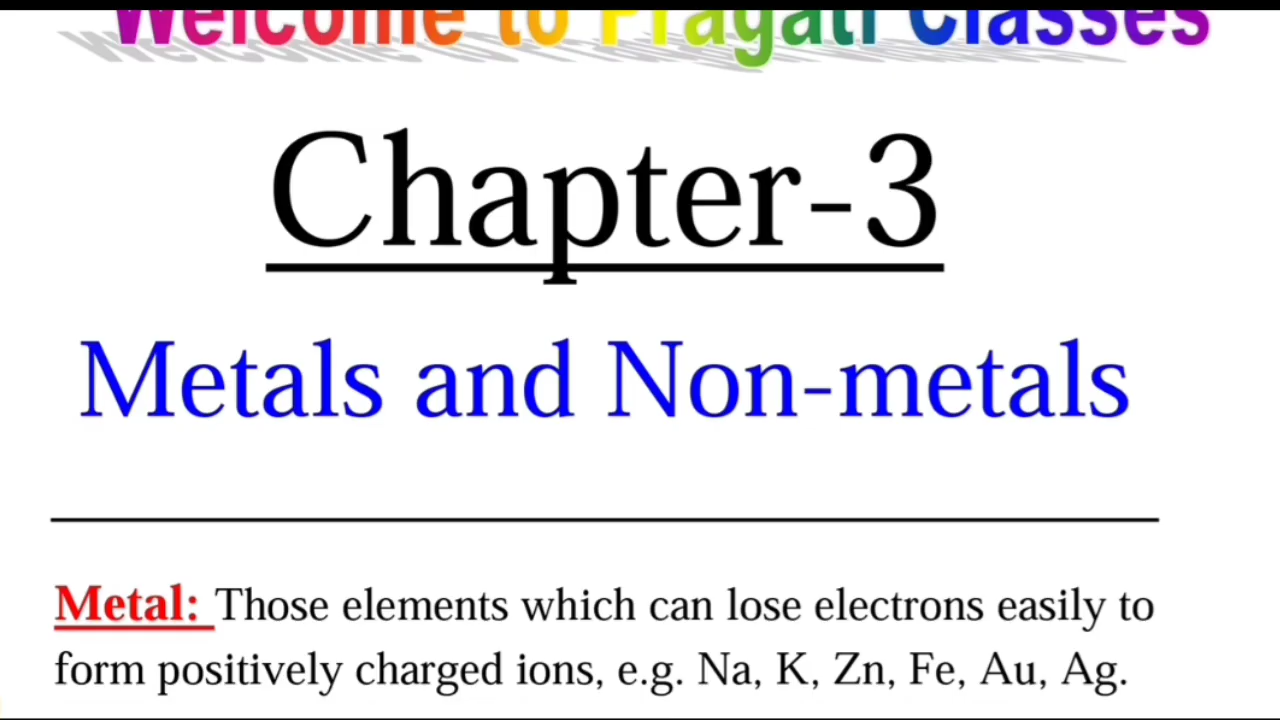 Welcome to Pragati Classes
Chapter-3
Metals and Non-metals
Metal: Those elements which can lose electrons easily to
form positively charged ions, e.g. Na, K, Zn, Fe, Au, Ag.